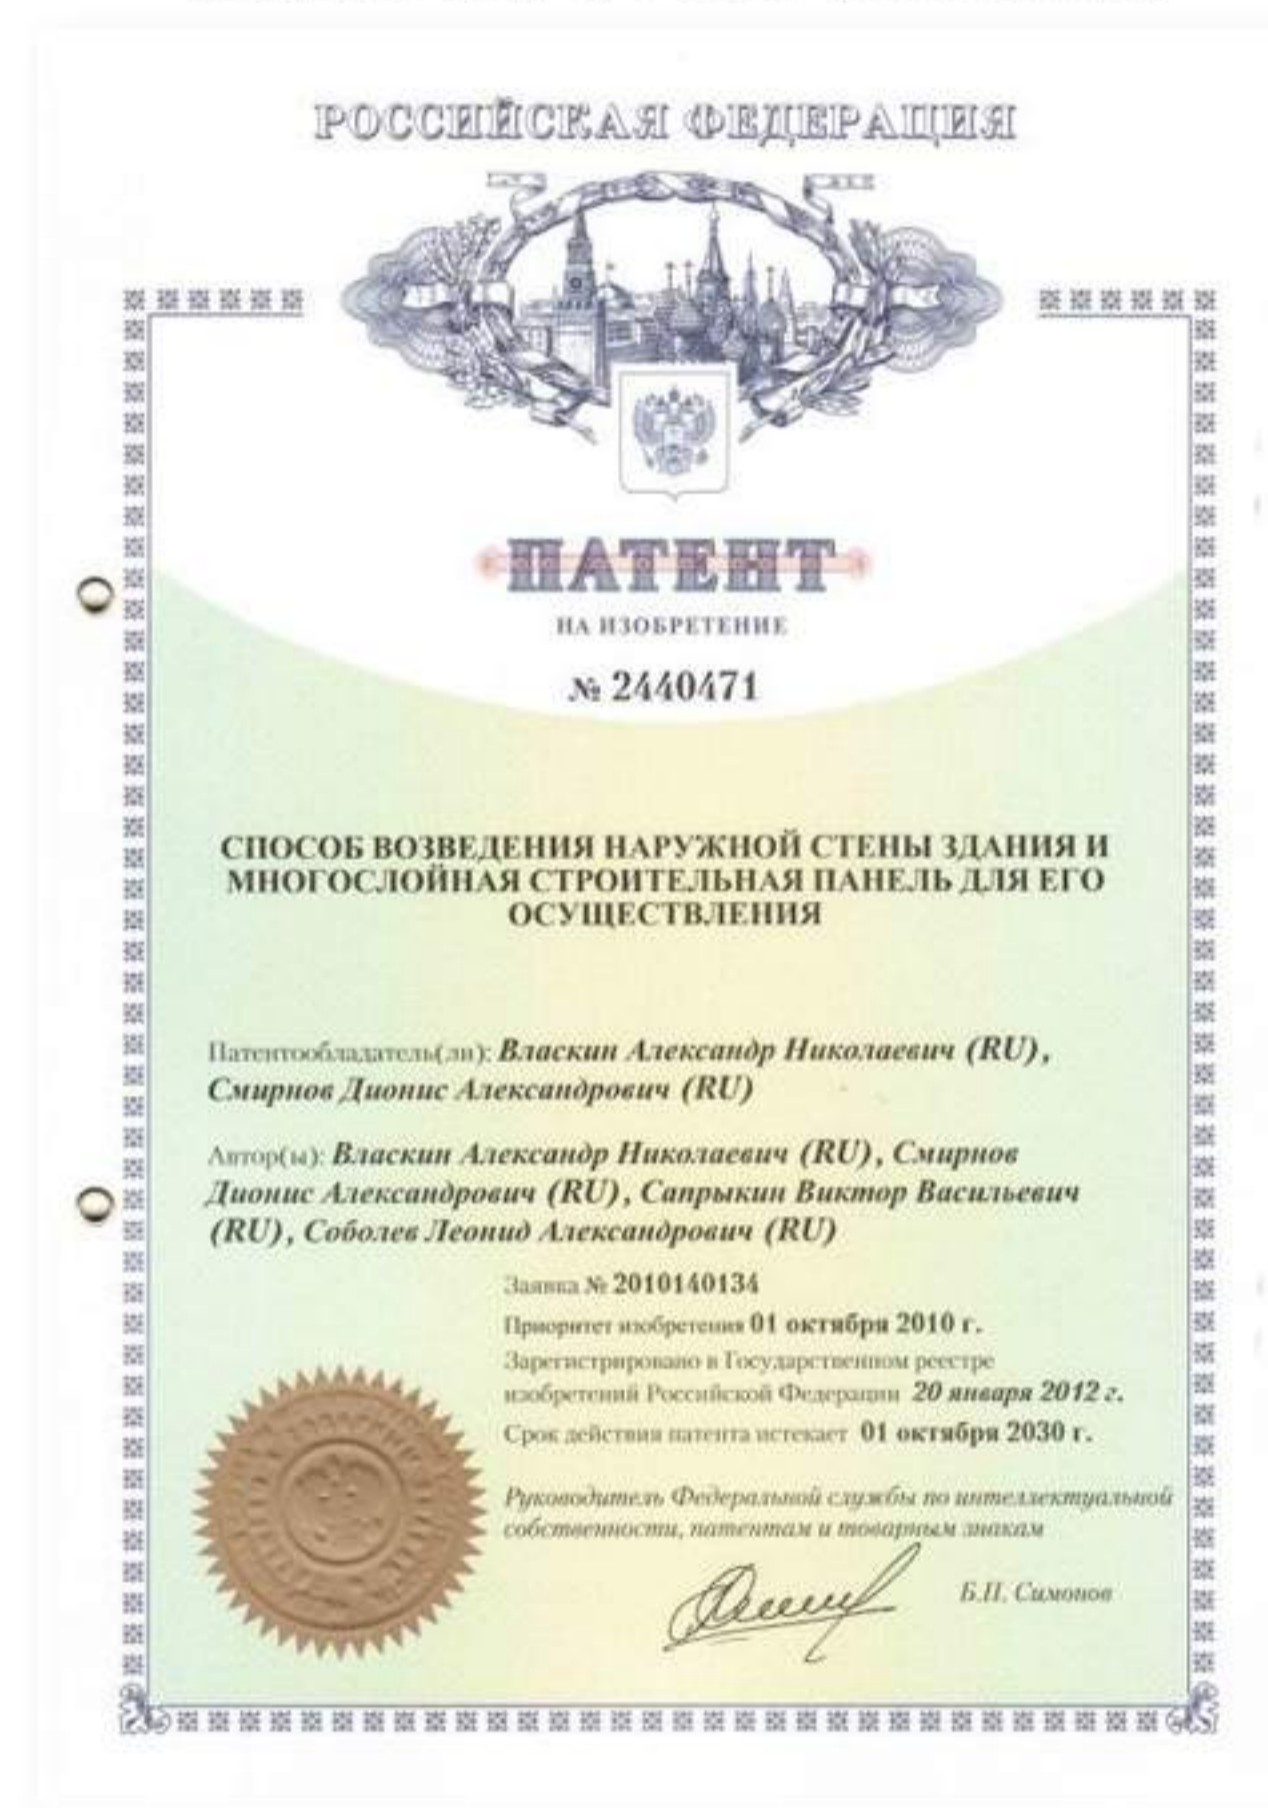 РОССИЙСКАЯ ФЕДЕРАЦИЯ
ПАТЕНТ
НА ИЗОБРЕТЕНИЕ
№ 2440471
СПОСОБ ВОЗВЕДЕНИЯ НАРУЖНОЙ СТЕНЫ ЗДАНИЯ И
МНОГОСЛОЙНАЯ СТРОИТЕЛЬНАЯ ПАНЕЛЬ ДЛЯ ЕГО
ОСУЩЕСТВЛЕНИЯ
Патентообладатель(ли): Власкин Александр Николаевич (RU),
Смирнов Дионис Александрович (RU)
Автор(ы): Власкин Александр Николаевич (RU), Смирнов
Дионис Александрович (RU), Сапрыкин Виктор Васильевич
(RU), Соболев Леонид Александрович (RU)
Заявка № 2010140134
Приоритет изобретения 01 октября 2010 г.
Зарегистрировано в Государственном реестре
изобретений Российской Федерации 20 января 2012 г.
Срок действия патента истекает 01 октября 2030 г.
Руководитель Федеральной службы по интеллектуальной
собственности, патентам и товарным знакам
Б.П. Симонов